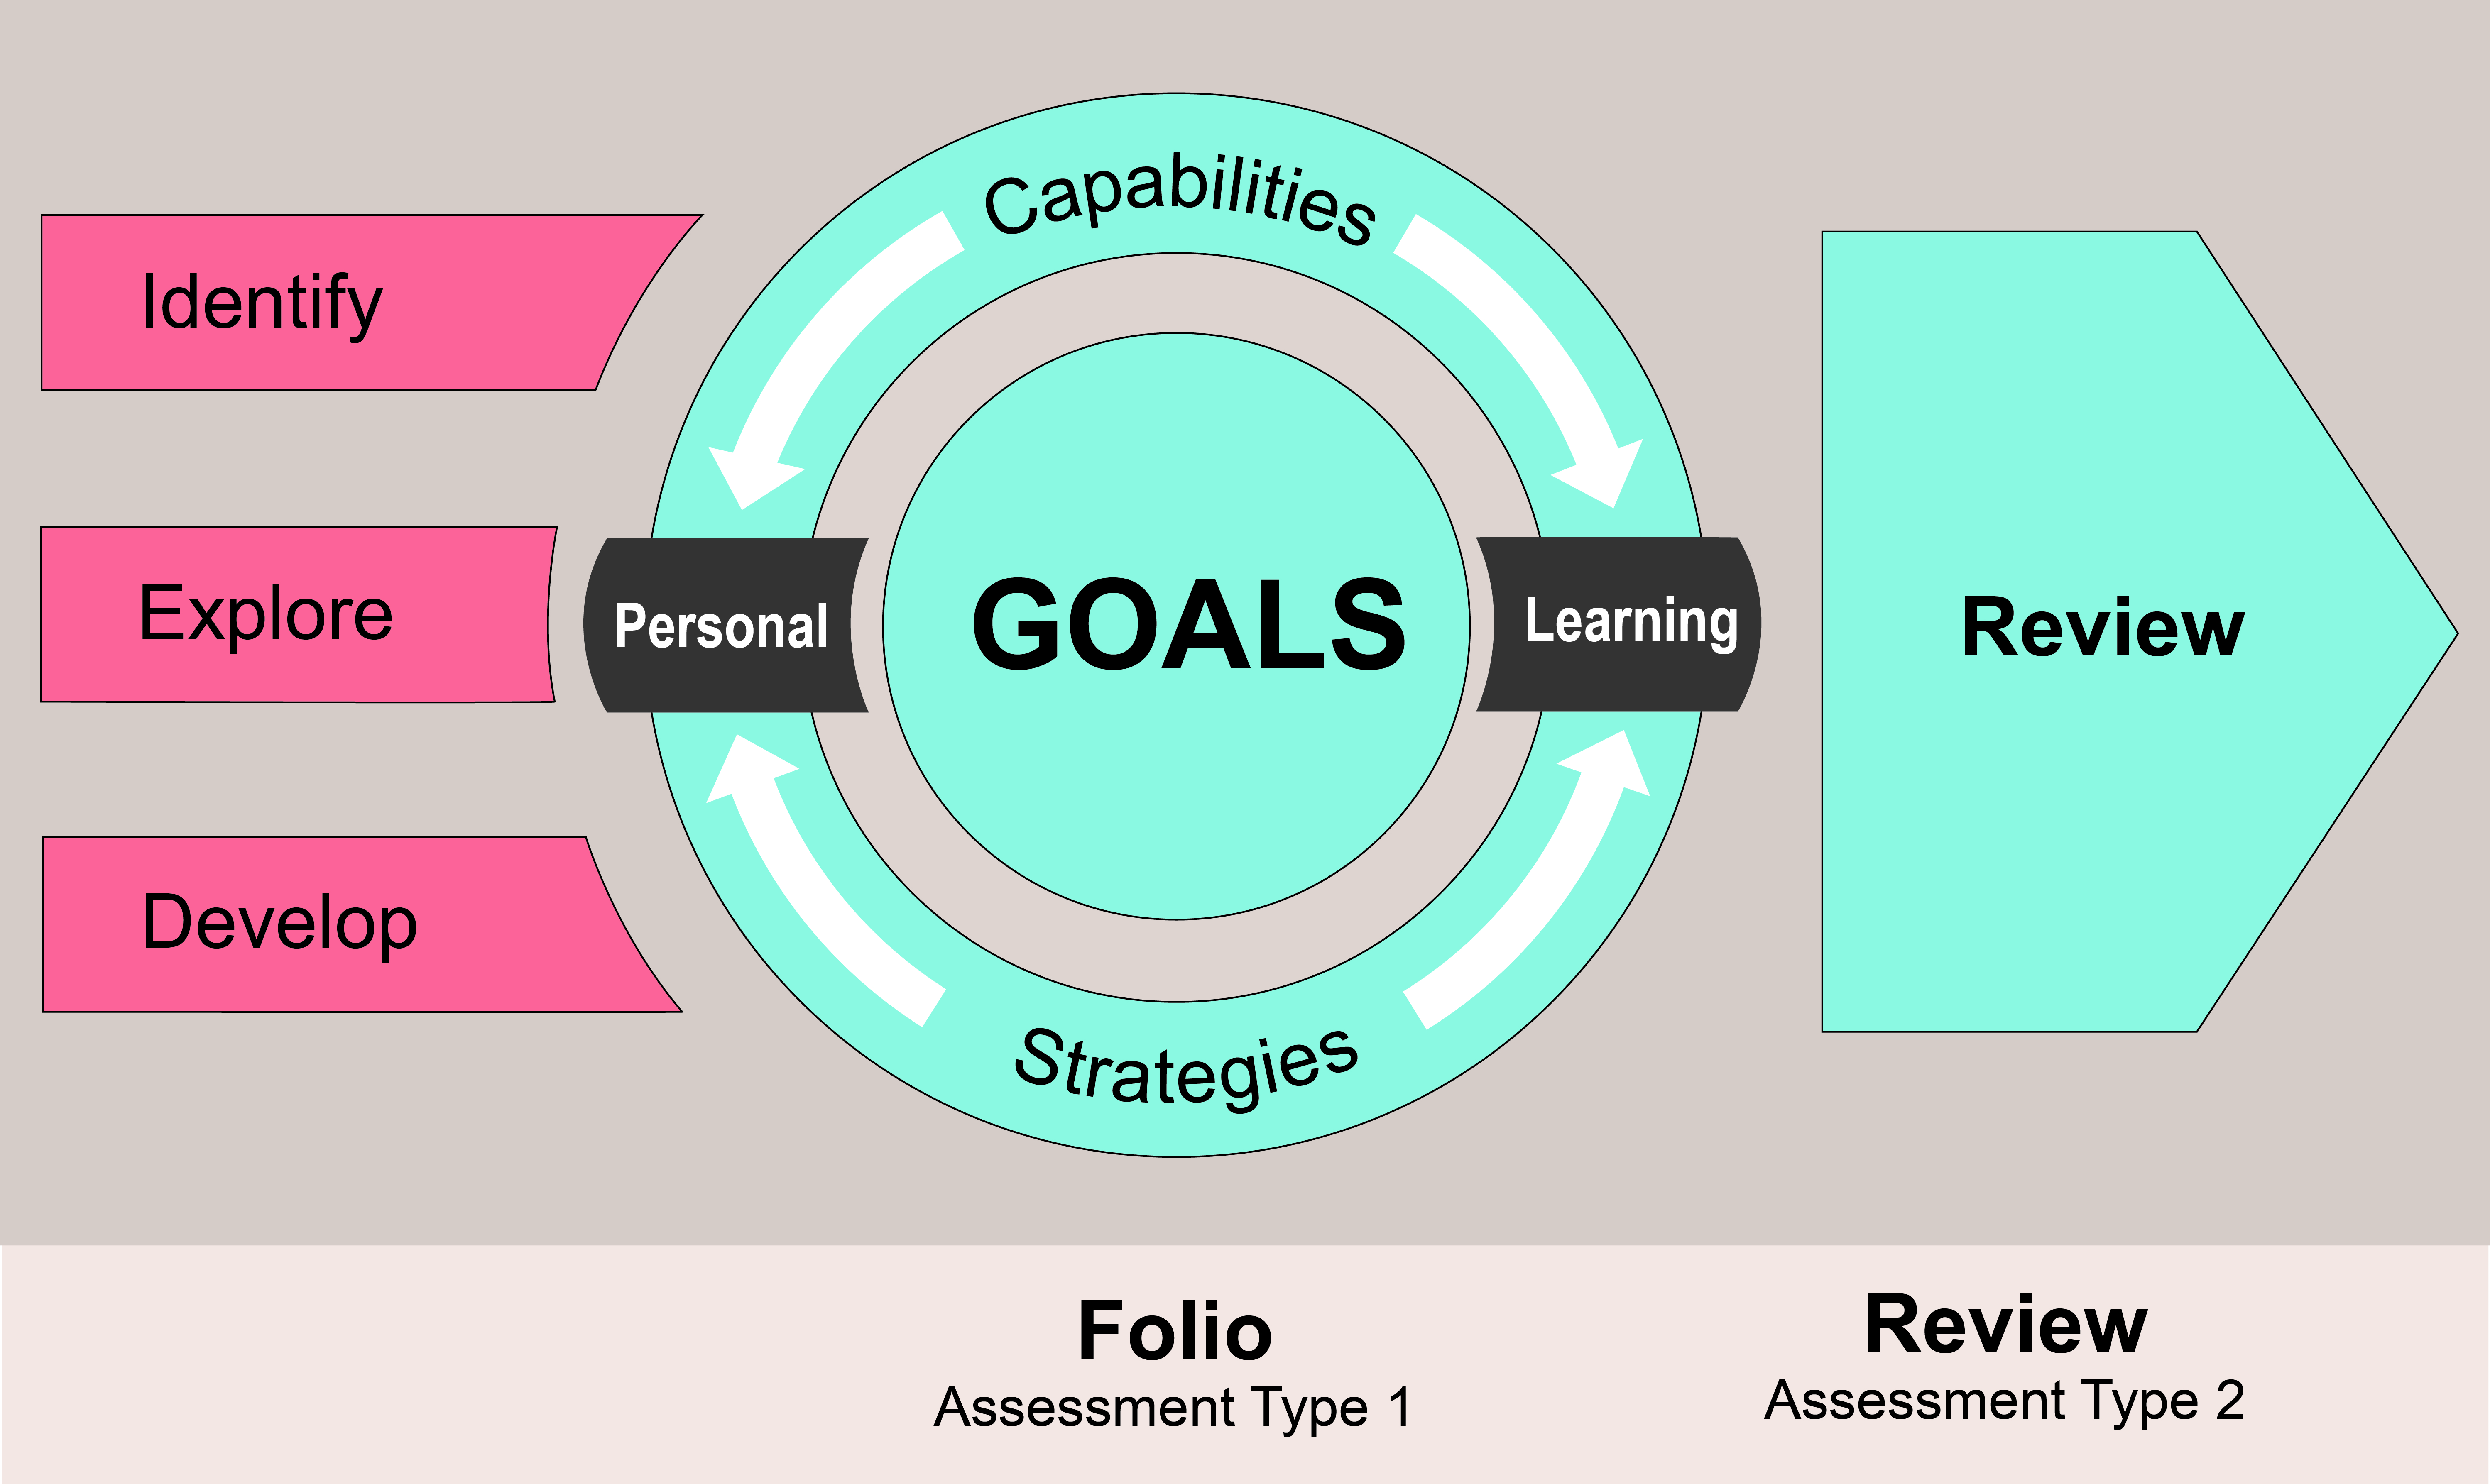 Identify
Explore
Develop
Capabilities
Personal
GOALS
Learning
Strategies
Review
Folio
Assessment Type 1
Review
Assessment Type 2